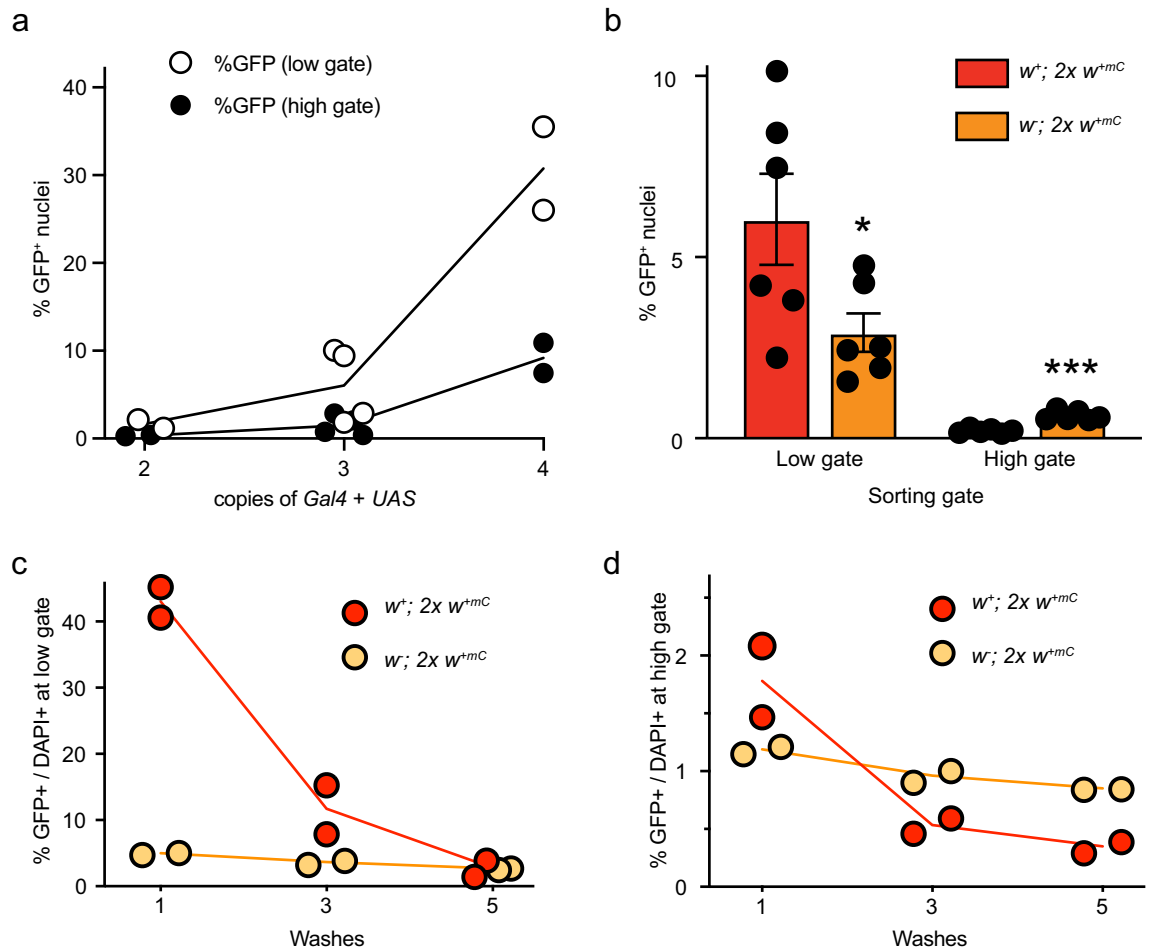 a
%GFP (low gate)
%GFP (high gate)
% GFP⁺ nuclei
40
30
20
10
0
2
3
4
copies of Gal4 + UAS
b
w⁺; 2x w⁺ᵐᶜ
w⁻; 2x w⁺ᵐᶜ
% GFP⁺ nuclei
10
5
0
*
***
Low gate
High gate
Sorting gate
c
w⁺; 2x w⁺ᵐᶜ
w⁻; 2x w⁺ᵐᶜ
% GFP+ / DAPI+ at low gate
40
30
20
10
0
1
3
5
Washes
d
w⁺; 2x w⁺ᵐᶜ
w⁻; 2x w⁺ᵐᶜ
% GFP+ / DAPI+ at high gate
2
1
0
1
3
5
Washes